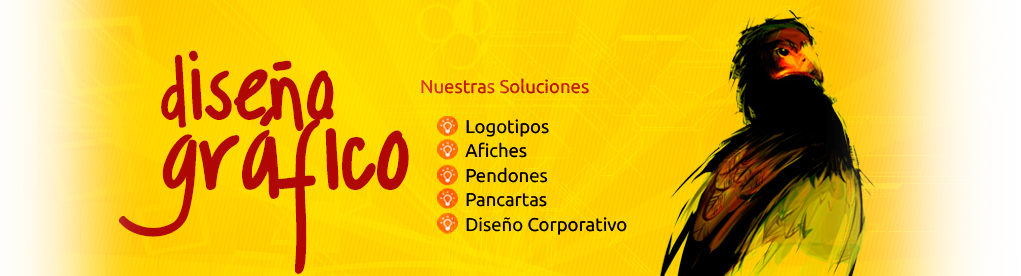 diseño
gráfico
Nuestras Soluciones
Logotipos
Afiches
Pendones
Pancartas
Diseño Corporativo